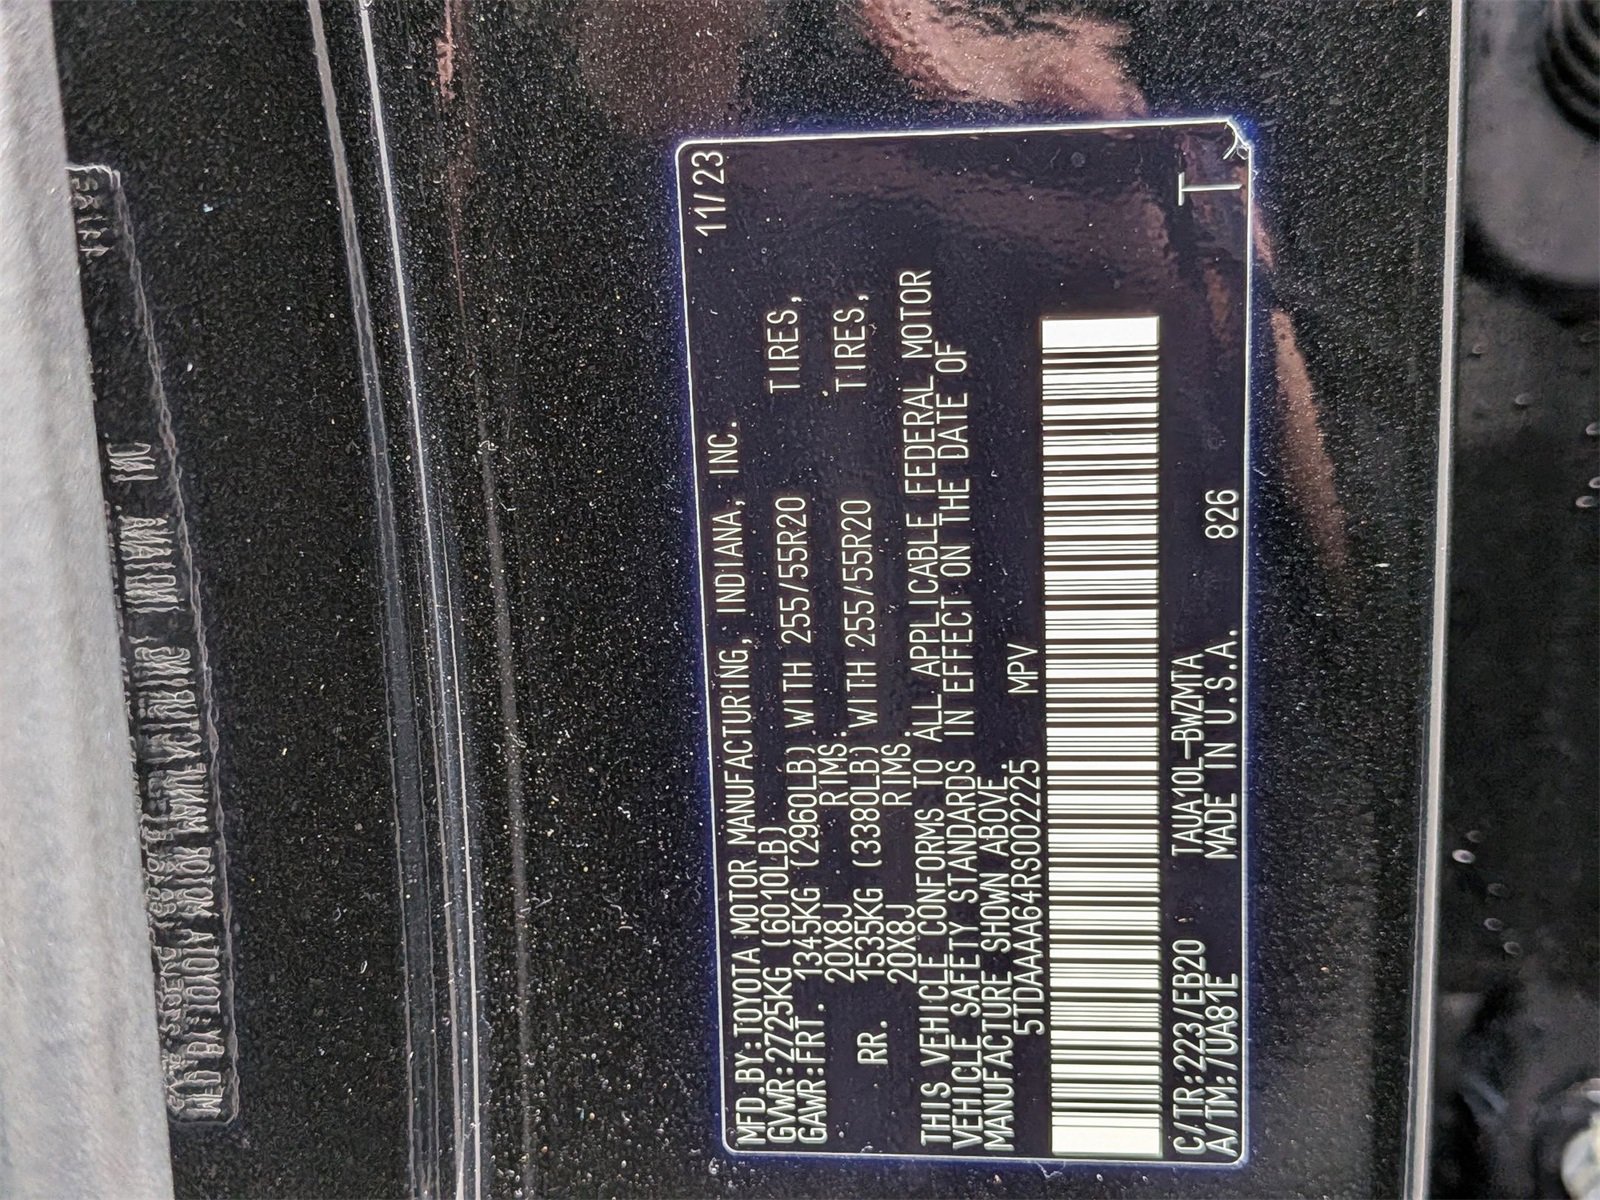 MFD.BY:TOYOTA MOTOR MANUFACTURING, INDIANA, INC. 11/23
GVWR:2725KG (6010LB)
GAWR:FRT. 1345KG (2960LB) WITH 255/55R20 TIRES,
20X8J RIMS.
RR. 1535KG (3380LB) WITH 255/55R20 TIRES,
20X8J RIMS.
THIS VEHICLE CONFORMS TO ALL APPLICABLE FEDERAL MOTOR
VEHICLE SAFETY STANDARDS IN EFFECT ON THE DATE OF
MANUFACTURE SHOWN ABOVE.
5TDAAAA64RS002225 MPV
C/TR:223/EB20 TAUA10L-BWZMTA 826 T
A/TM:7UA81E MADE IN U.S.A.